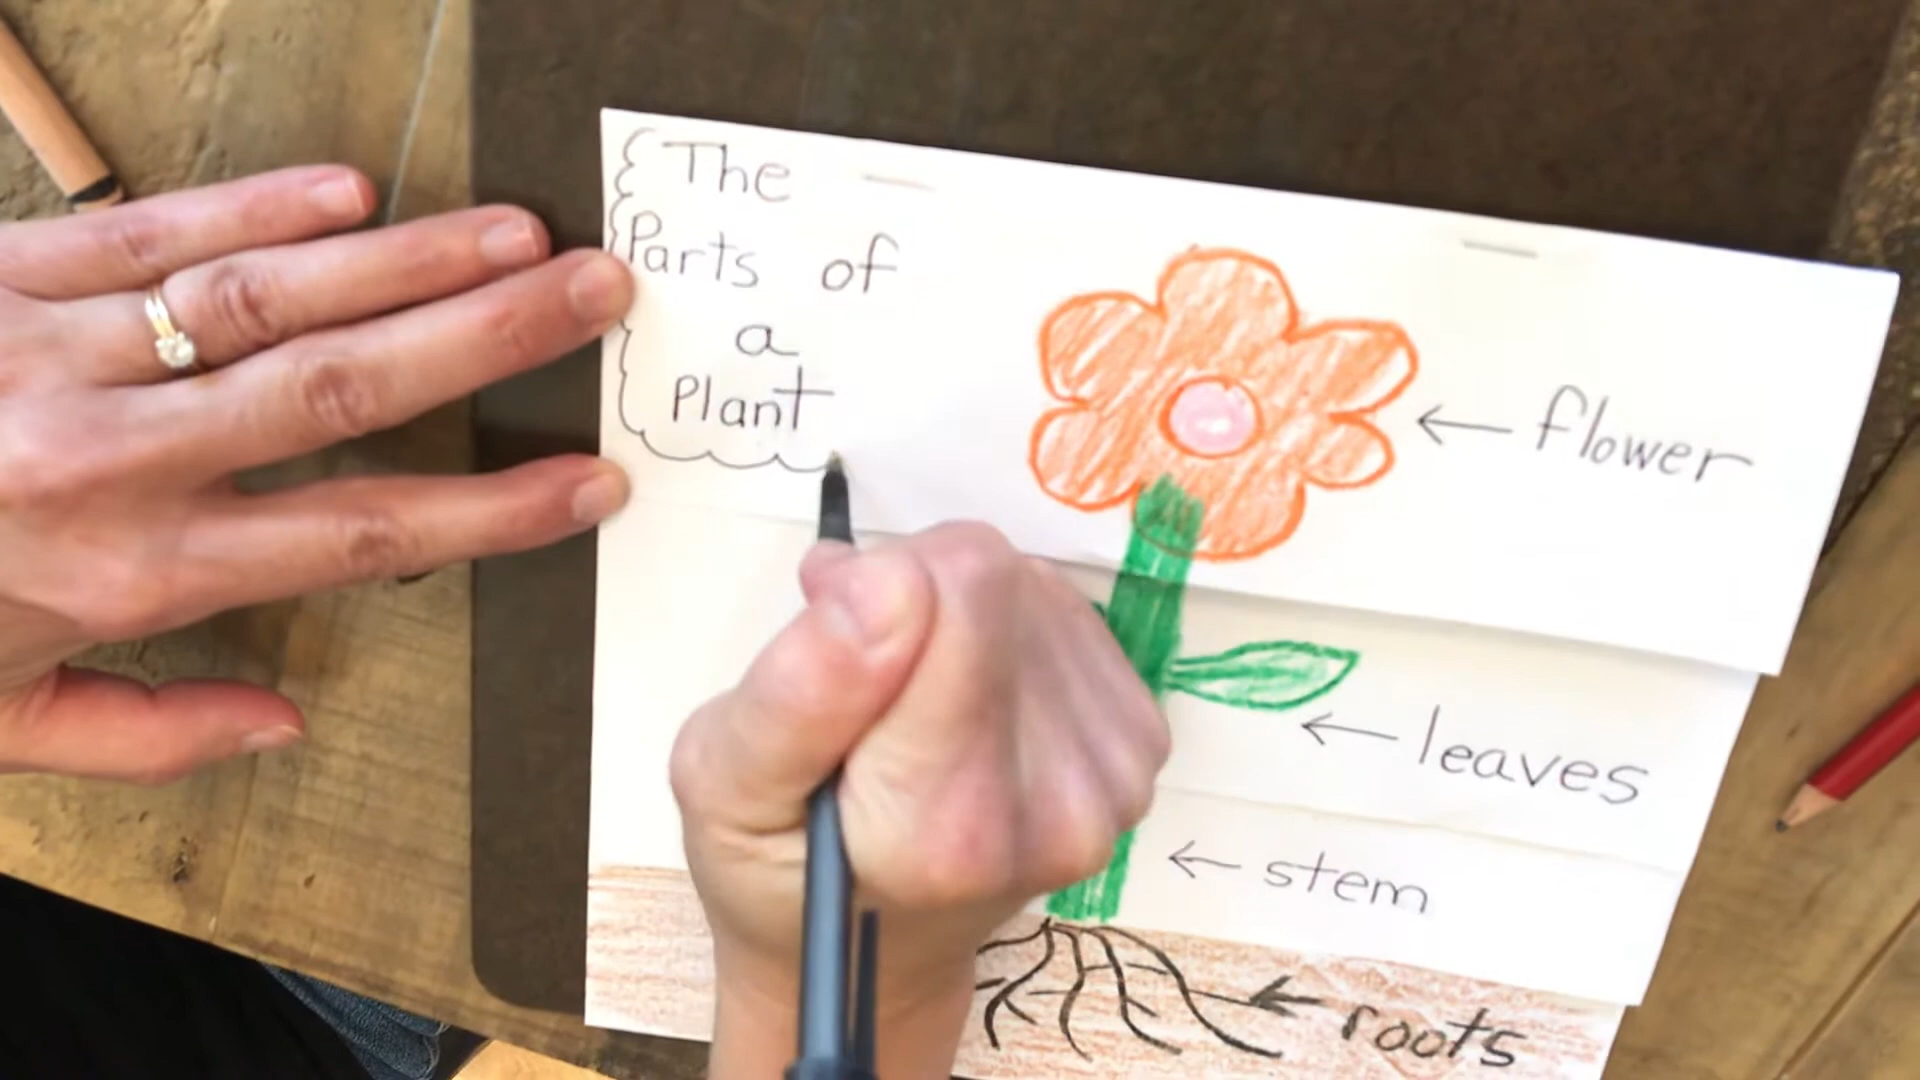 The
Parts of
a
Plant
flower
leaves
stem
roots